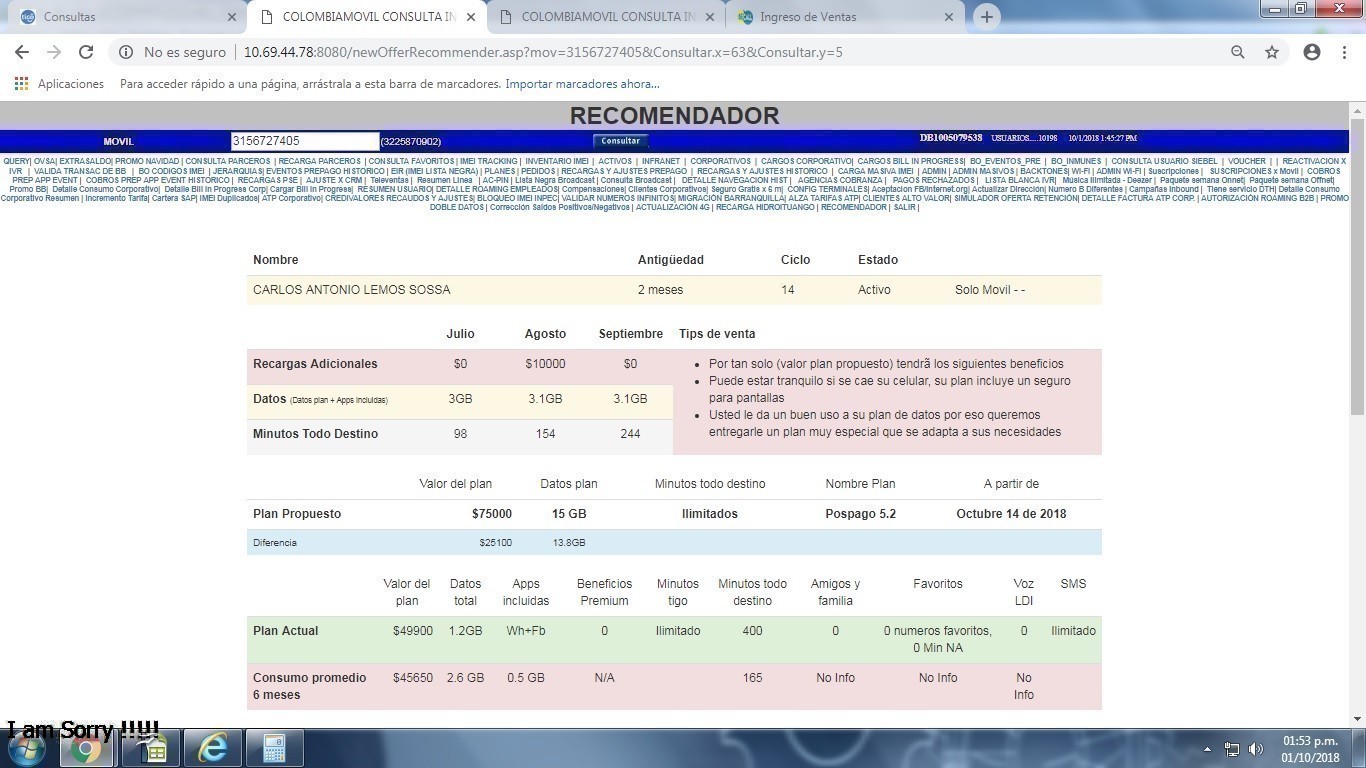 Consultas
COLOMBIAMOVIL CONSULTA IN
COLOMBIAMOVIL CONSULTA IN
Ingreso de Ventas
No es seguro
10.69.44.78:8080/newOfferRecommender.asp?mov=3156727405&Consultar.x=63&Consultar.y=5
Aplicaciones
Para acceder rápido a una página, arrástrala a esta barra de marcadores. Importar marcadores ahora...
RECOMENDADOR
MOVIL 3156727405 (3225870902) Consultar DB1005079538 USUARIOS....10198 10/1/2018 1:45:27 PM
QUERY| OVSA| EXTRASALDO| PROMO NAVIDAD | CONSULTA PARCEROS | RECARGA PARCEROS | CONSULTA FAVORITOS | IMEI TRACKING | INVENTARIO IMEI | ACTIVOS | INFRANET | CORPORATIVOS | CARGOS CORPORATIVO| CARGOS BILL IN PROGRESS| BO_EVENTOS_PRE | BO_INMUNES | CONSULTA USUARIO SIEBEL | VOUCHER | | REACTIVACION X
IVR | VALIDA TRANSAC DE BB | BO CODIGOS IMEI | JERARQUIAS| EVENTOS PREPAGO HISTORICO | EIR (IMEI LISTA NEGRA) | PLANES | PEDIDOS | RECARGAS Y AJUSTES PREPAGO | RECARGAS Y AJUSTES HISTORICO | CARGA MASIVA IMEI | ADMIN | ADMIN MASIVOS | BACKTONES| WI-FI | ADMIN WI-FI | Suscripciones | SUSCRIPCIONES x Movil | COBROS
PREP APP EVENT | COBROS PREP APP EVENT HISTORICO | RECARGAS PSE | AJUSTE X CRM | Televentas | Resumen Linea | AC-PIN | Lista Negra Broadcast | Consulta Broadcast | DETALLE NAVEGACION HIST | AGENCIAS COBRANZA | PAGOS RECHAZADOS | LISTA BLANCA IVR| Música Ilimitada - Deezer | Paquete semana Onnet| Paquete semana Offnet|
Promo BB| Detalle Consumo Corporativo| Detalle Bill In Progress Corp| Cargar Bill In Progress| RESUMEN USUARIO| DETALLE ROAMING EMPLEADOS| Compensaciones| Clientes Corporativos| Seguro Gratis x 6 m| CONFIG TERMINALES| Aceptacion FB/Internet.org| Actualizar Dirección| Numero B Diferentes | Campañas Inbound | Tiene servicio DTH| Detalle Consumo
Corporativo Resumen | Incremento Tarifa| Cartera SAP| IMEI Duplicados| ATP Corporativo| CREDIVALORES RECAUDOS Y AJUSTES| BLOQUEO IMEI INPEC| VALIDAR NUMEROS INFINITOS| MIGRACIÓN BARRANQUILLA| ALZA TARIFAS ATP| CLIENTES ALTO VALOR| SIMULADOR OFERTA RETENCIÓN| DETALLE FACTURA ATP CORP. | AUTORIZACIÓN ROAMING B2B | PROMO
DOBLE DATOS | Corrección Saldos Positivos/Negativos | ACTUALIZACIÓN 4G | RECARGA HIDROITUANGO | RECOMENDADOR | SALIR |
Nombre Antigüedad Ciclo Estado
CARLOS ANTONIO LEMOS SOSSA 2 meses 14 Activo Solo Movil - -
Julio Agosto Septiembre Tips de venta
Recargas Adicionales $0 $10000 $0
Datos (Datos plan + Apps incluidas) 3GB 3.1GB 3.1GB
Minutos Todo Destino 98 154 244
• Por tan solo (valor plan propuesto) tendrã los siguientes beneficios
• Puede estar tranquilo si se cae su celular, su plan incluye un seguro
para pantallas
• Usted le da un buen uso a su plan de datos por eso queremos
entregarle un plan muy especial que se adapta a sus necesidades
Valor del plan Datos plan Minutos todo destino Nombre Plan A partir de
Plan Propuesto $75000 15 GB Ilimitados Pospago 5.2 Octubre 14 de 2018
Diferencia $25100 13.8GB
Valor del plan Datos total Apps incluidas Beneficios Premium Minutos tigo Minutos todo destino Amigos y familia Favoritos Voz LDI SMS
Plan Actual $49900 1.2GB Wh+Fb 0 Ilimitado 400 0 0 numeros favoritos, 0 Min NA 0 Ilimitado
Consumo promedio 6 meses $45650 2.6 GB 0.5 GB N/A 165 No Info No Info No Info
I am Sorry !!!!!
01:53 p.m.
01/10/2018